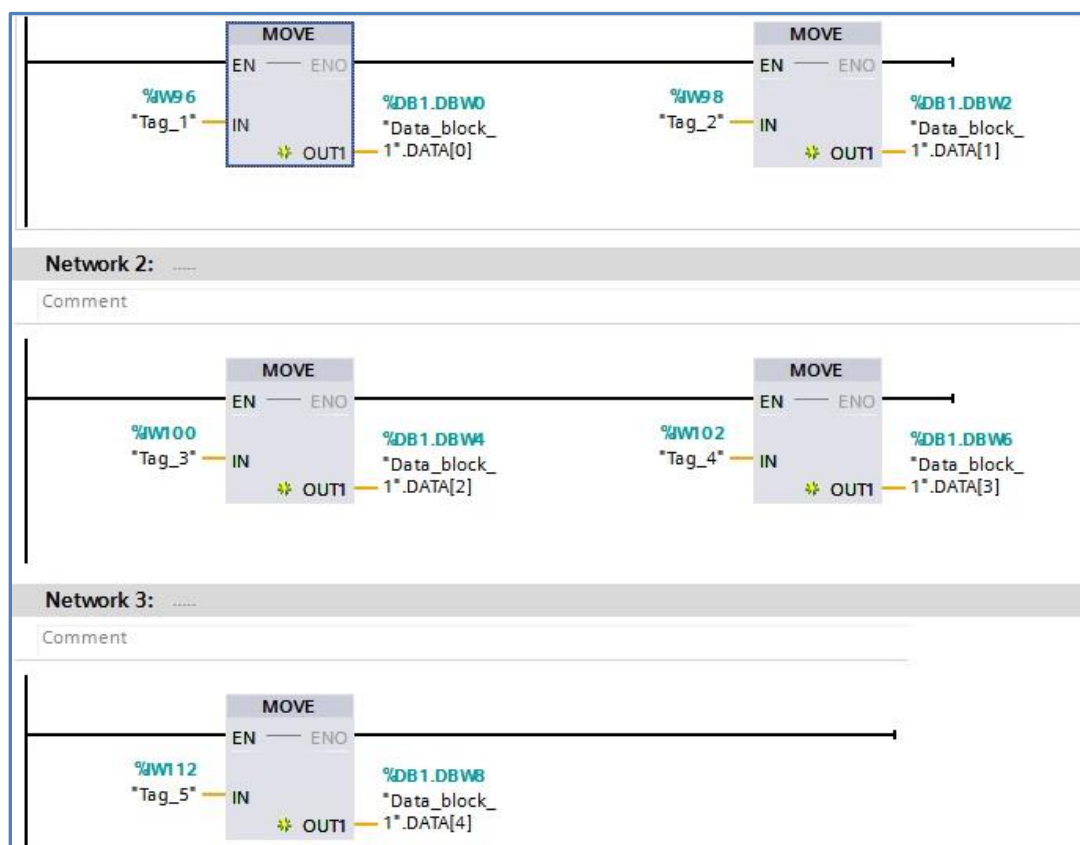 MOVE MOVE
EN ENO EN ENO
%IW96 %IW98
"Tag_1" IN "Tag_2" IN
%DB1.DBW0 %DB1.DBW2
"Data_block_ "Data_block_
OUT1 1".DATA[0] OUT1 1".DATA[1]
Network 2: .....
Comment
MOVE MOVE
EN ENO EN ENO
%IW100 %IW102
"Tag_3" IN "Tag_4" IN
%DB1.DBW4 %DB1.DBW6
"Data_block_ "Data_block_
OUT1 1".DATA[2] OUT1 1".DATA[3]
Network 3: .....
Comment
MOVE
EN ENO
%IW112
"Tag_5" IN
%DB1.DBW8
"Data_block_
OUT1 1".DATA[4]